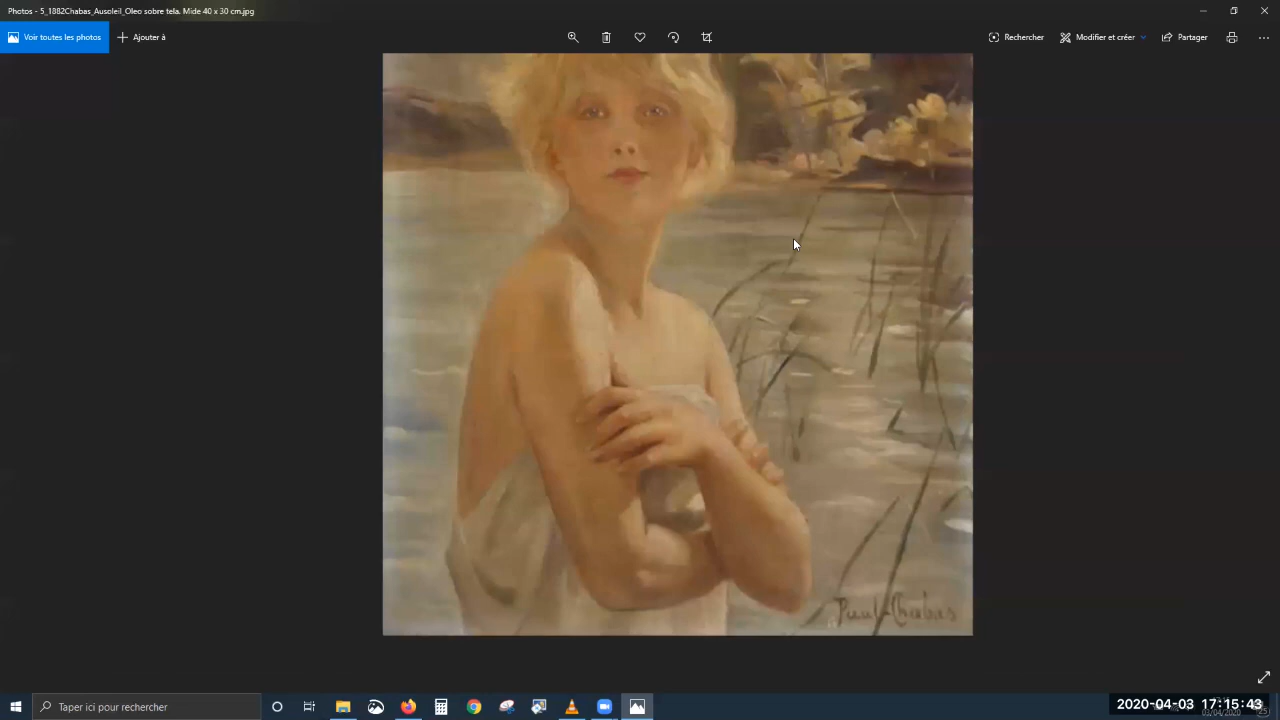 Photos - 5_1882Chabas_Ausoleil_Oleo sobre tela. Mide 40 x 30 cm.jpg
Voir toutes les photos
Ajouter à
Rechercher
Modifier et créer
Partager
Paul-Chabas
Taper ici pour rechercher
2020-04-03 17:15:43